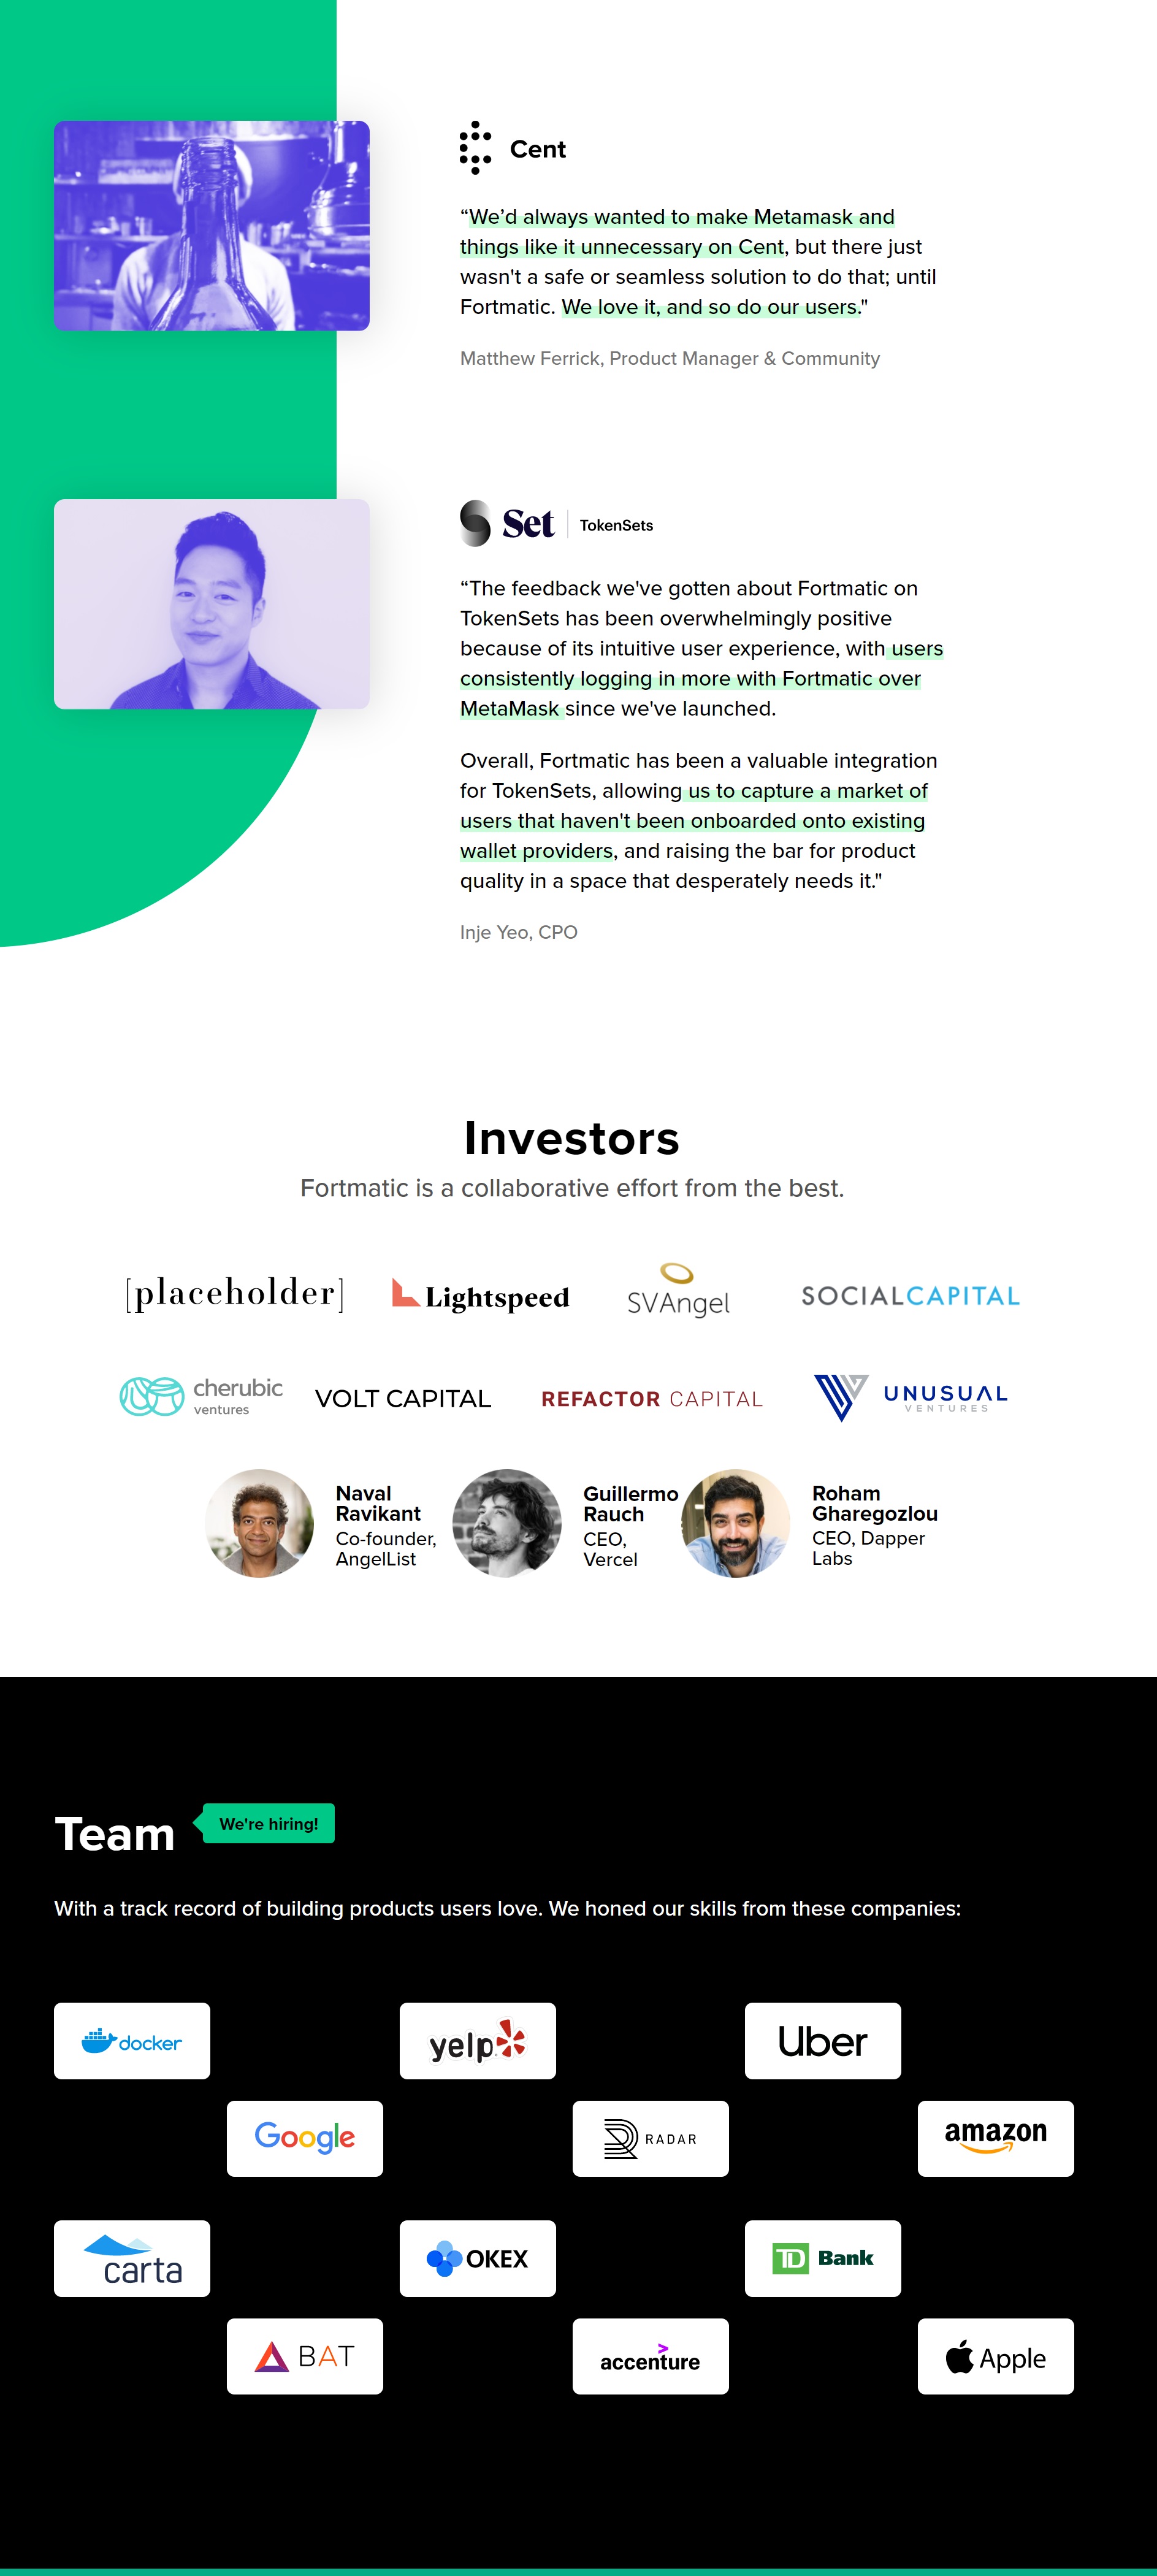 Cent
“We’d always wanted to make Metamask and
things like it unnecessary on Cent, but there just
wasn't a safe or seamless solution to do that; until
Fortmatic. We love it, and so do our users."
Matthew Ferrick, Product Manager & Community
Set TokenSets
“The feedback we've gotten about Fortmatic on
TokenSets has been overwhelmingly positive
because of its intuitive user experience, with users
consistently logging in more with Fortmatic over
MetaMask since we've launched.
Overall, Fortmatic has been a valuable integration
for TokenSets, allowing us to capture a market of
users that haven't been onboarded onto existing
wallet providers, and raising the bar for product
quality in a space that desperately needs it."
Inje Yeo, CPO
Investors
Fortmatic is a collaborative effort from the best.
[placeholder]
Lightspeed
SVAngel
SOCIALCAPITAL
cherubic
ventures
VOLT CAPITAL
REFACTOR CAPITAL
UNUSUAL
VENTURES
Naval
Ravikant
Co-founder,
AngelList
Guillermo
Rauch
CEO,
Vercel
Roham
Gharegozlou
CEO, Dapper
Labs
Team
We're hiring!
With a track record of building products users love. We honed our skills from these companies:
docker
yelp
Uber
Google
RADAR
amazon
carta
OKEX
TD Bank
BAT
accenture
Apple